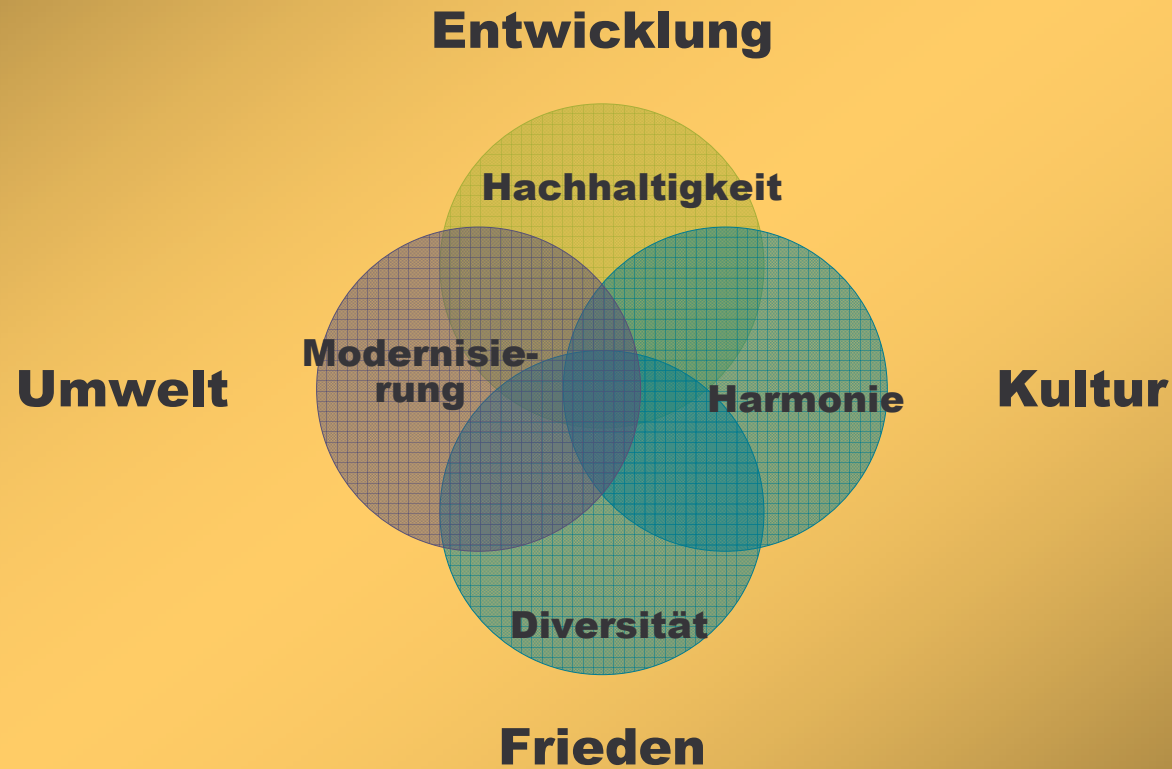 Entwicklung
Hachhaltigkeit
Modernisie-
rung
Umwelt
Harmonie
Kultur
Diversität
Frieden